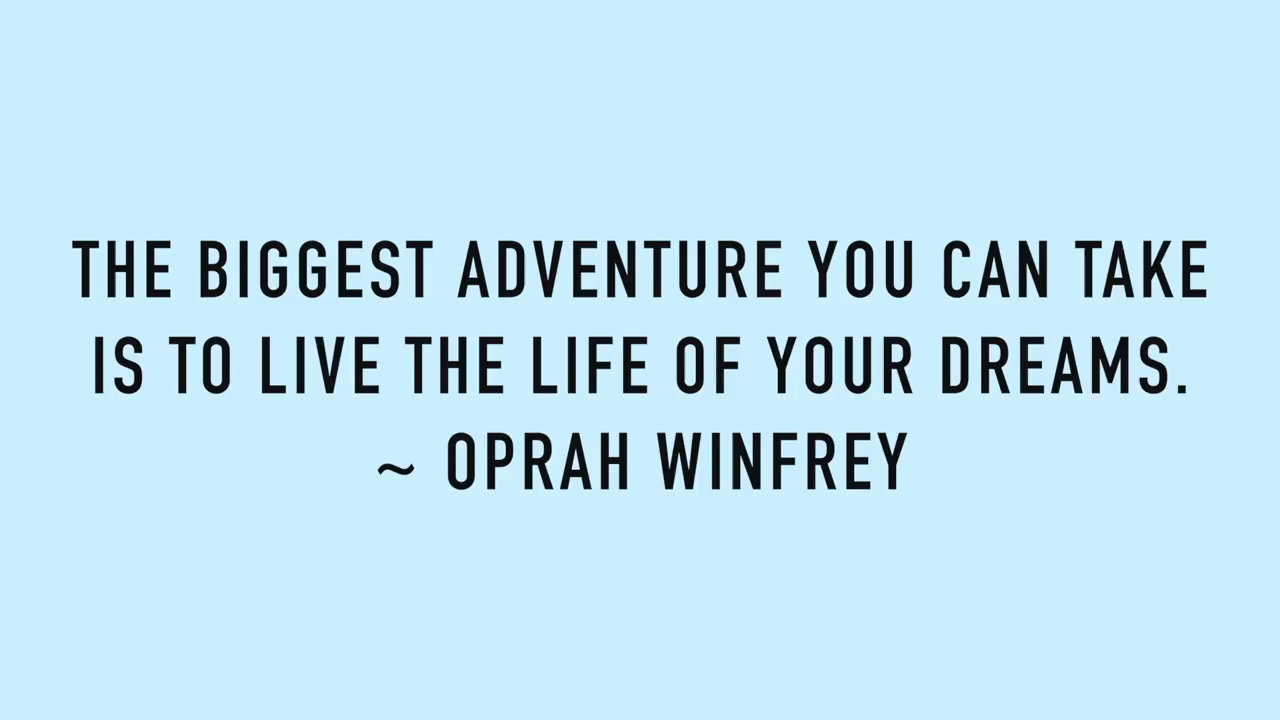 THE BIGGEST ADVENTURE YOU CAN TAKE
IS TO LIVE THE LIFE OF YOUR DREAMS.
~ OPRAH WINFREY